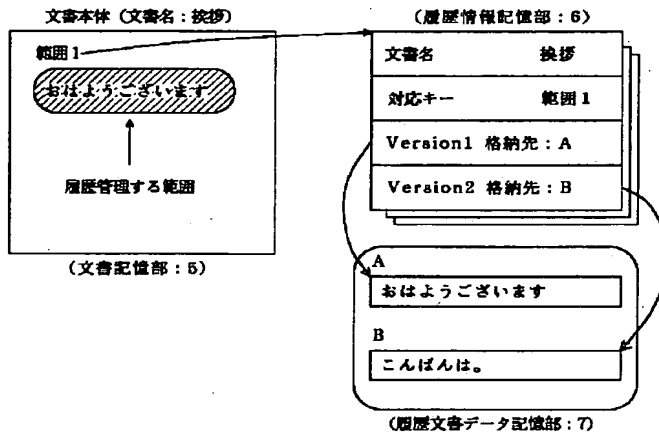 文書本体（文書名：挨拶）
範囲1
おはようございます
履歴管理する範囲
（文書記憶部：5）
（履歴情報記憶部：6）
文書名 挨拶
対応キー 範囲1
Version1 格納先：A
Version2 格納先：B
A
おはようございます
B
こんばんは。
（履歴文書データ記憶部：7）